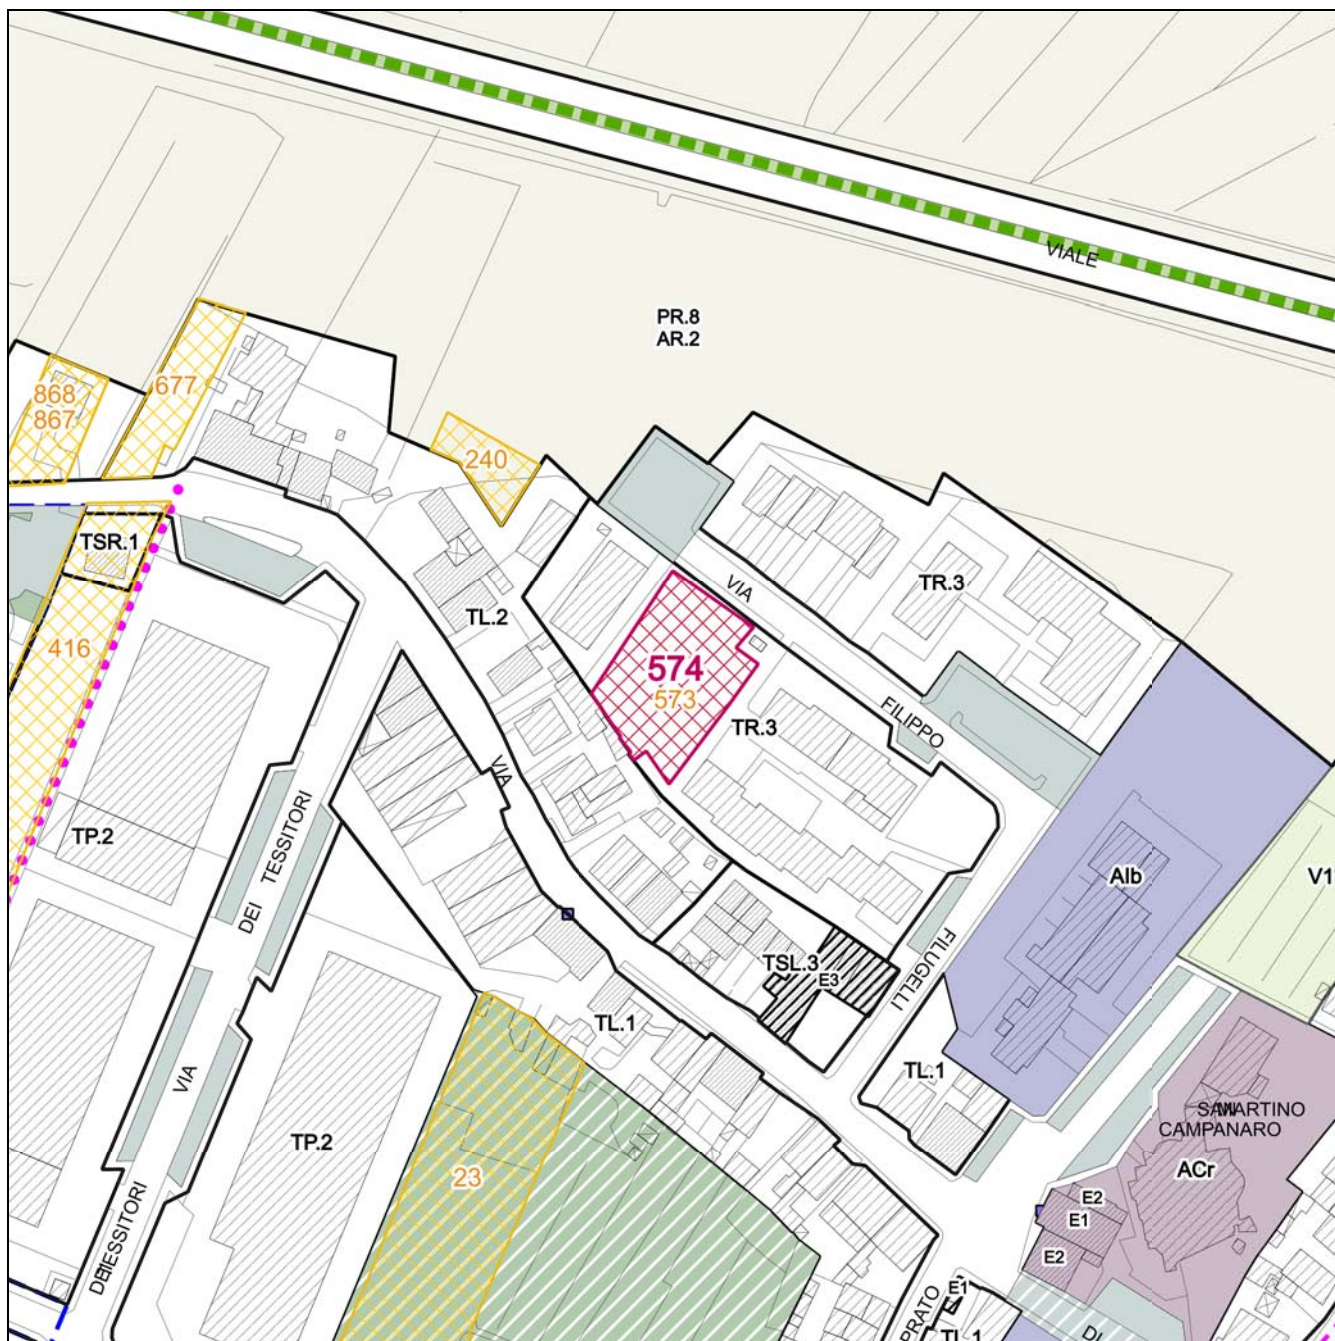 VIALE
PR.8
AR.2
677
868
867
240
TSR.1
VIA
TR.3
TL.2
416
574
573
FILIPPO
TR.3
VIA
TESSITORI
DEI
TP.2
AIb
V1
TSL.3
E3
FILUGELLI
TL.1
TL.1
VIA
SAN MARTINO
CAMPANARO
ACr
TP.2
23
E2
E1
E2
TESSITORI
DEI
E1
PRATO
TL.1
DI